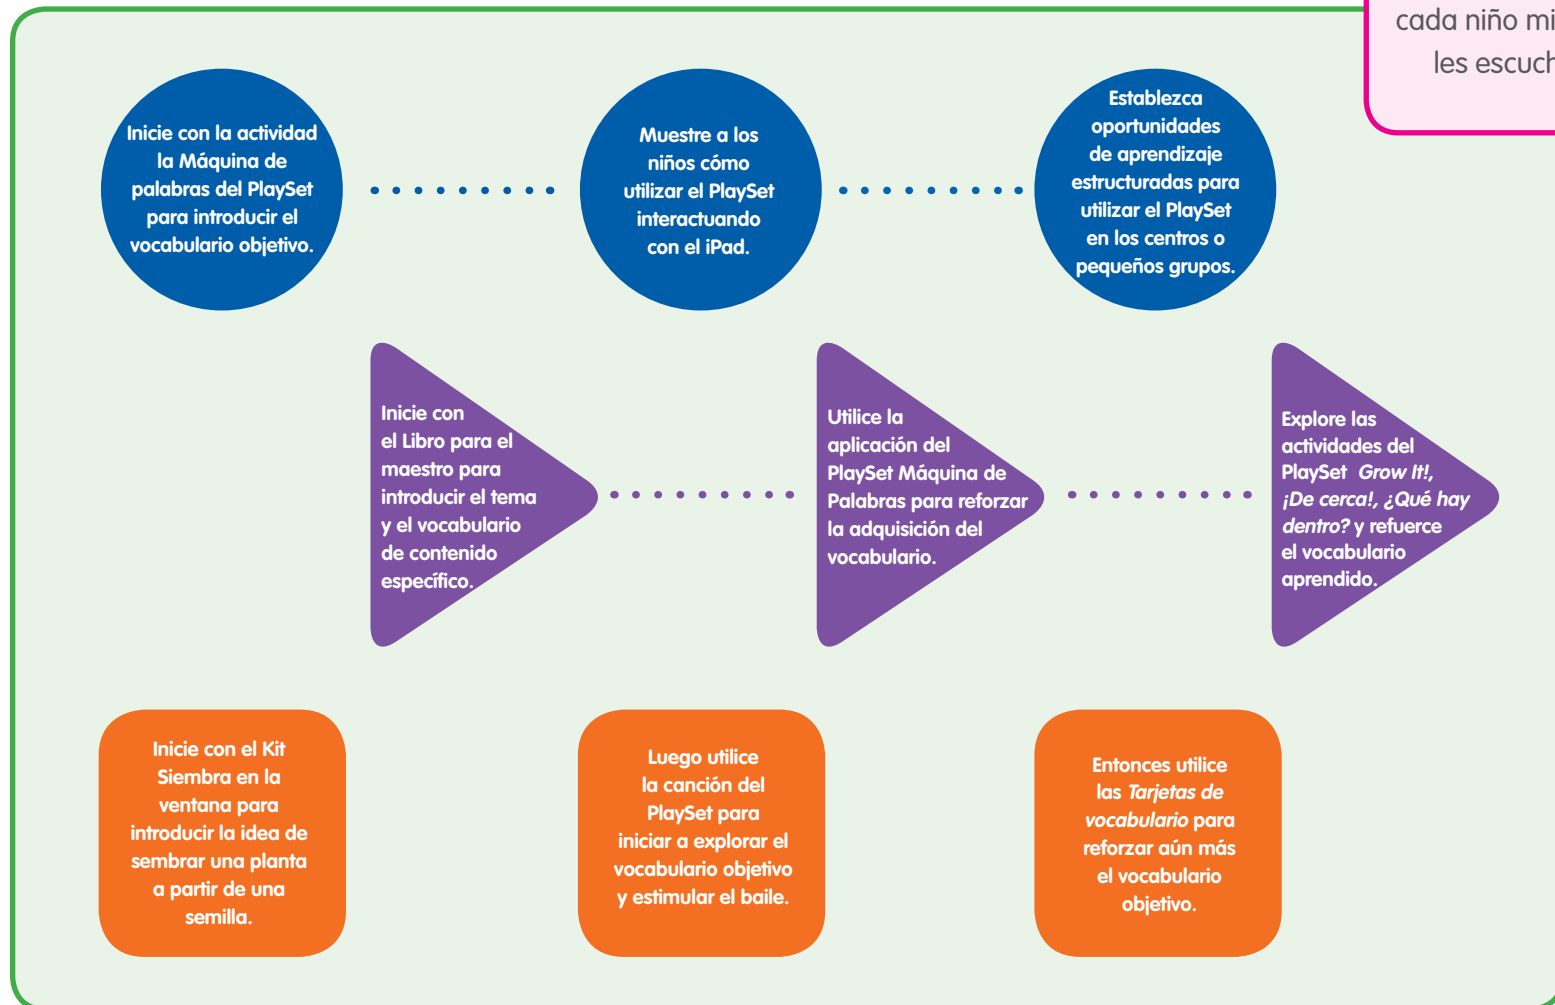 cada niño
les
Inicie con la actividad
la Máquina de
palabras del PlaySet
para introducir el
vocabulario objetivo.
Muestre a los
niños cómo
utilizar el PlaySet
interactuando
con el iPad.
Establezca
oportunidades
de aprendizaje
estructuradas para
utilizar el PlaySet
en los centros o
pequeños grupos.
Inicie con
el Libro para el
maestro para
introducir el tema
y el vocabulario
de contenido
específico.
Utilice la
aplicación del
PlaySet Máquina de
Palabras para reforzar
la adquisición del
vocabulario.
Explore las
actividades del
PlaySet Grow It!,
¡De cerca!, ¿Qué hay
dentro? y refuerce
el vocabulario
aprendido.
Inicie con el Kit
Siembra en la
ventana para
introducir la idea de
sembrar una planta
a partir de una
semilla.
Luego utilice
la canción del
PlaySet para
iniciar a explorar el
vocabulario objetivo
y estimular el baile.
Entonces utilice
las Tarjetas de
vocabulario para
reforzar aún más
el vocabulario
objetivo.